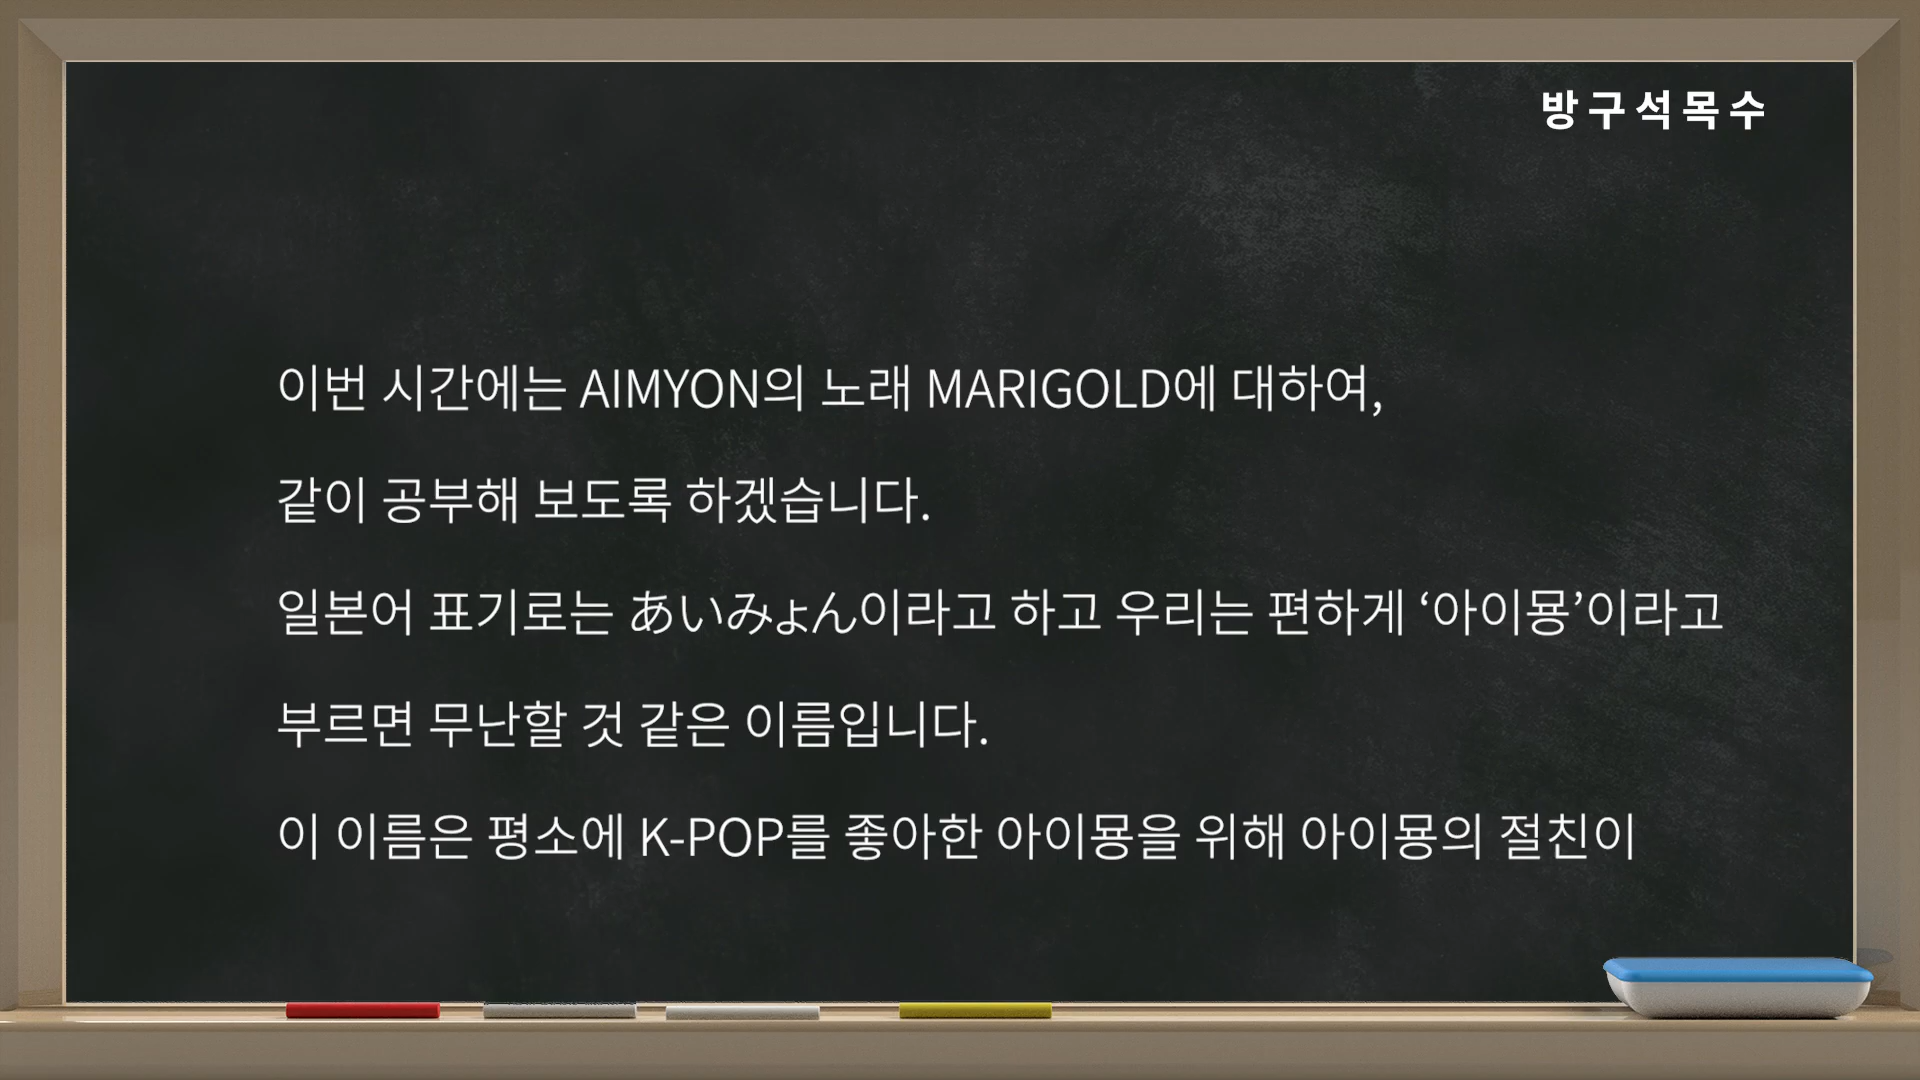 방구석목수
이번 시간에는 AIMYON의 노래 MARIGOLD에 대하여,
같이 공부해 보도록 하겠습니다.
일본어 표기로는 あいみょん이라고 하고 우리는 편하게 ‘아이묭’이라고
부르면 무난할 것 같은 이름입니다.
이 이름은 평소에 K-POP를 좋아한 아이묭을 위해 아이묭의 절친이